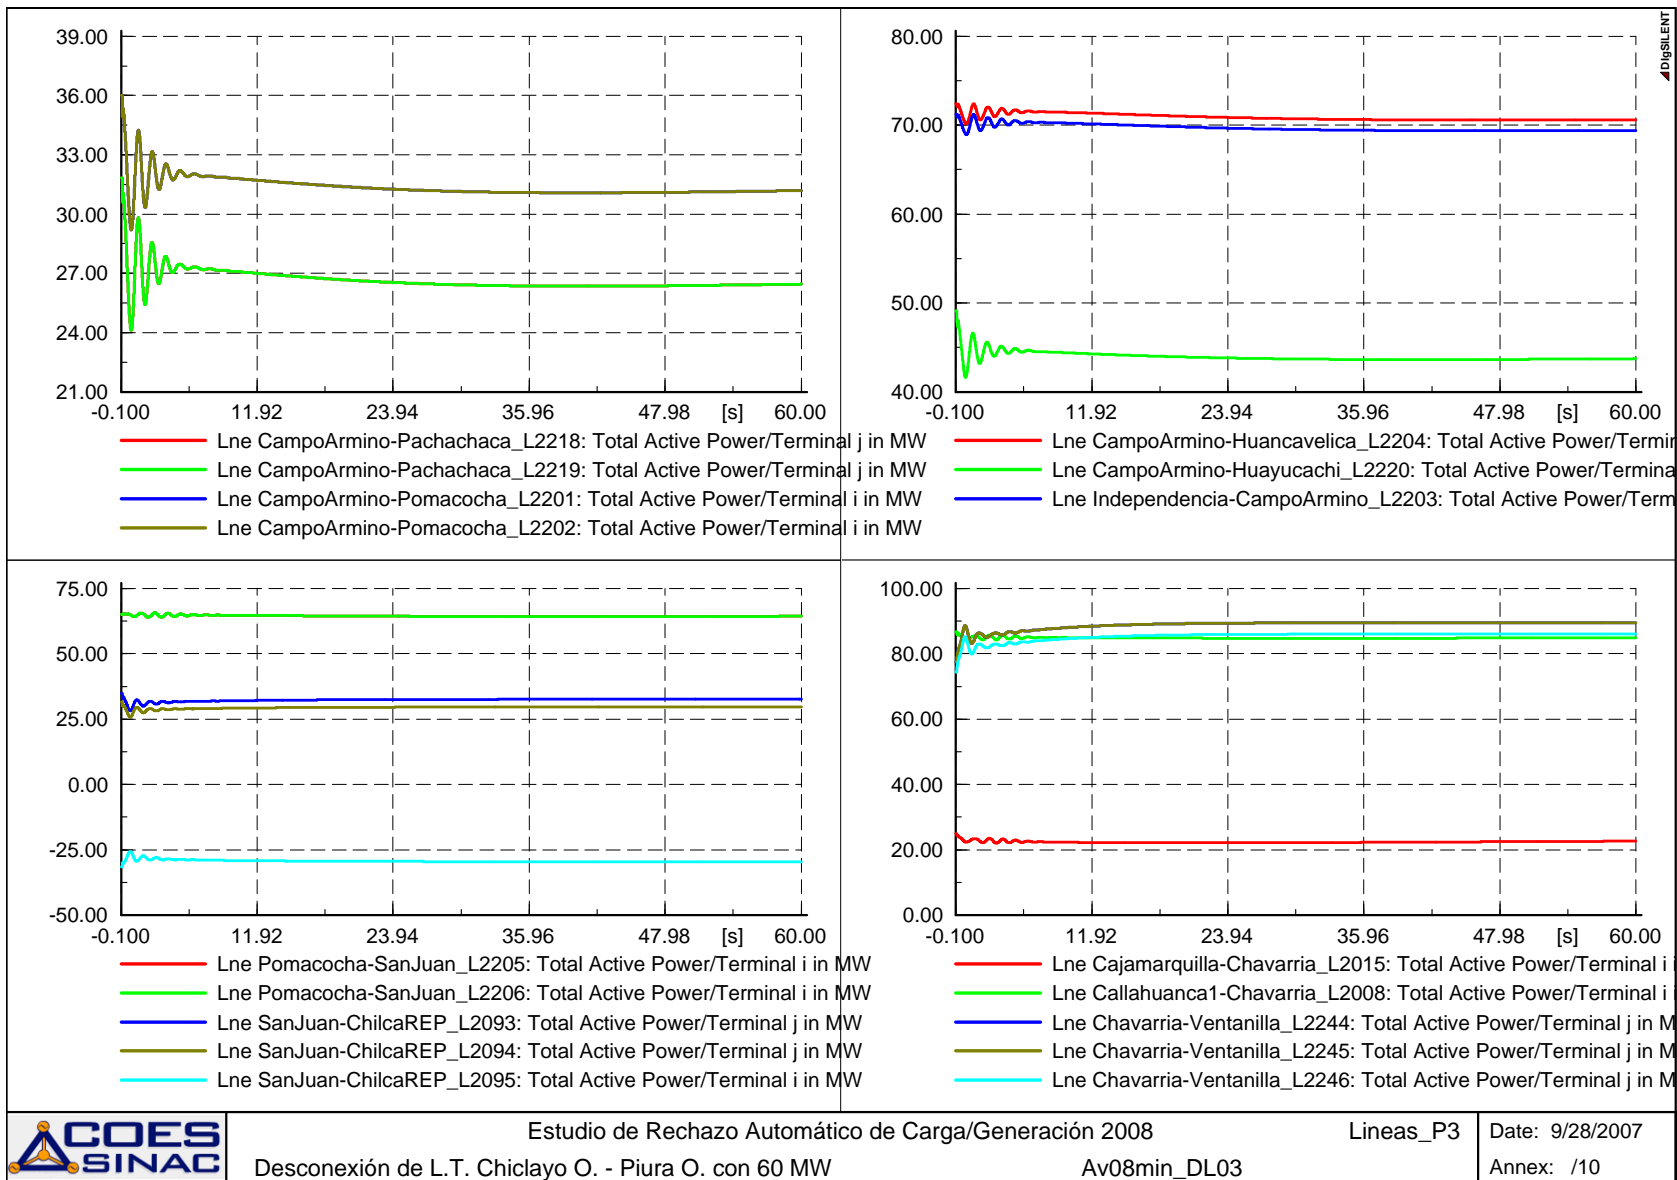 39.00
36.00
33.00
30.00
27.00
24.00
21.00
-0.100 11.92 23.94 35.96 47.98 [s] 60.00
Lne CampoArmino-Pachachaca_L2218: Total Active Power/Terminal j in MW
Lne CampoArmino-Pachachaca_L2219: Total Active Power/Terminal j in MW
Lne CampoArmino-Pomacocha_L2201: Total Active Power/Terminal i in MW
Lne CampoArmino-Pomacocha_L2202: Total Active Power/Terminal i in MW
DIgSILENT
80.00
70.00
60.00
50.00
40.00
-0.100 11.92 23.94 35.96 47.98 [s] 60.00
Lne CampoArmino-Huancavelica_L2204: Total Active Power/Termin
Lne CampoArmino-Huayucachi_L2220: Total Active Power/Termina
Lne Independencia-CampoArmino_L2203: Total Active Power/Term
75.00
50.00
25.00
0.00
-25.00
-50.00
-0.100 11.92 23.94 35.96 47.98 [s] 60.00
Lne Pomacocha-SanJuan_L2205: Total Active Power/Terminal i in MW
Lne Pomacocha-SanJuan_L2206: Total Active Power/Terminal i in MW
Lne SanJuan-ChilcaREP_L2093: Total Active Power/Terminal j in MW
Lne SanJuan-ChilcaREP_L2094: Total Active Power/Terminal j in MW
Lne SanJuan-ChilcaREP_L2095: Total Active Power/Terminal i in MW
100.00
80.00
60.00
40.00
20.00
0.00
-0.100 11.92 23.94 35.96 47.98 [s] 60.00
Lne Cajamarquilla-Chavarria_L2015: Total Active Power/Terminal i i
Lne Callahuanca1-Chavarria_L2008: Total Active Power/Terminal i i
Lne Chavarria-Ventanilla_L2244: Total Active Power/Terminal j in M
Lne Chavarria-Ventanilla_L2245: Total Active Power/Terminal j in M
Lne Chavarria-Ventanilla_L2246: Total Active Power/Terminal j in M
COES
SINAC
Estudio de Rechazo Automático de Carga/Generación 2008 Lineas_P3
Desconexión de L.T. Chiclayo O. - Piura O. con 60 MW Av08min_DL03
Date: 9/28/2007
Annex: /10